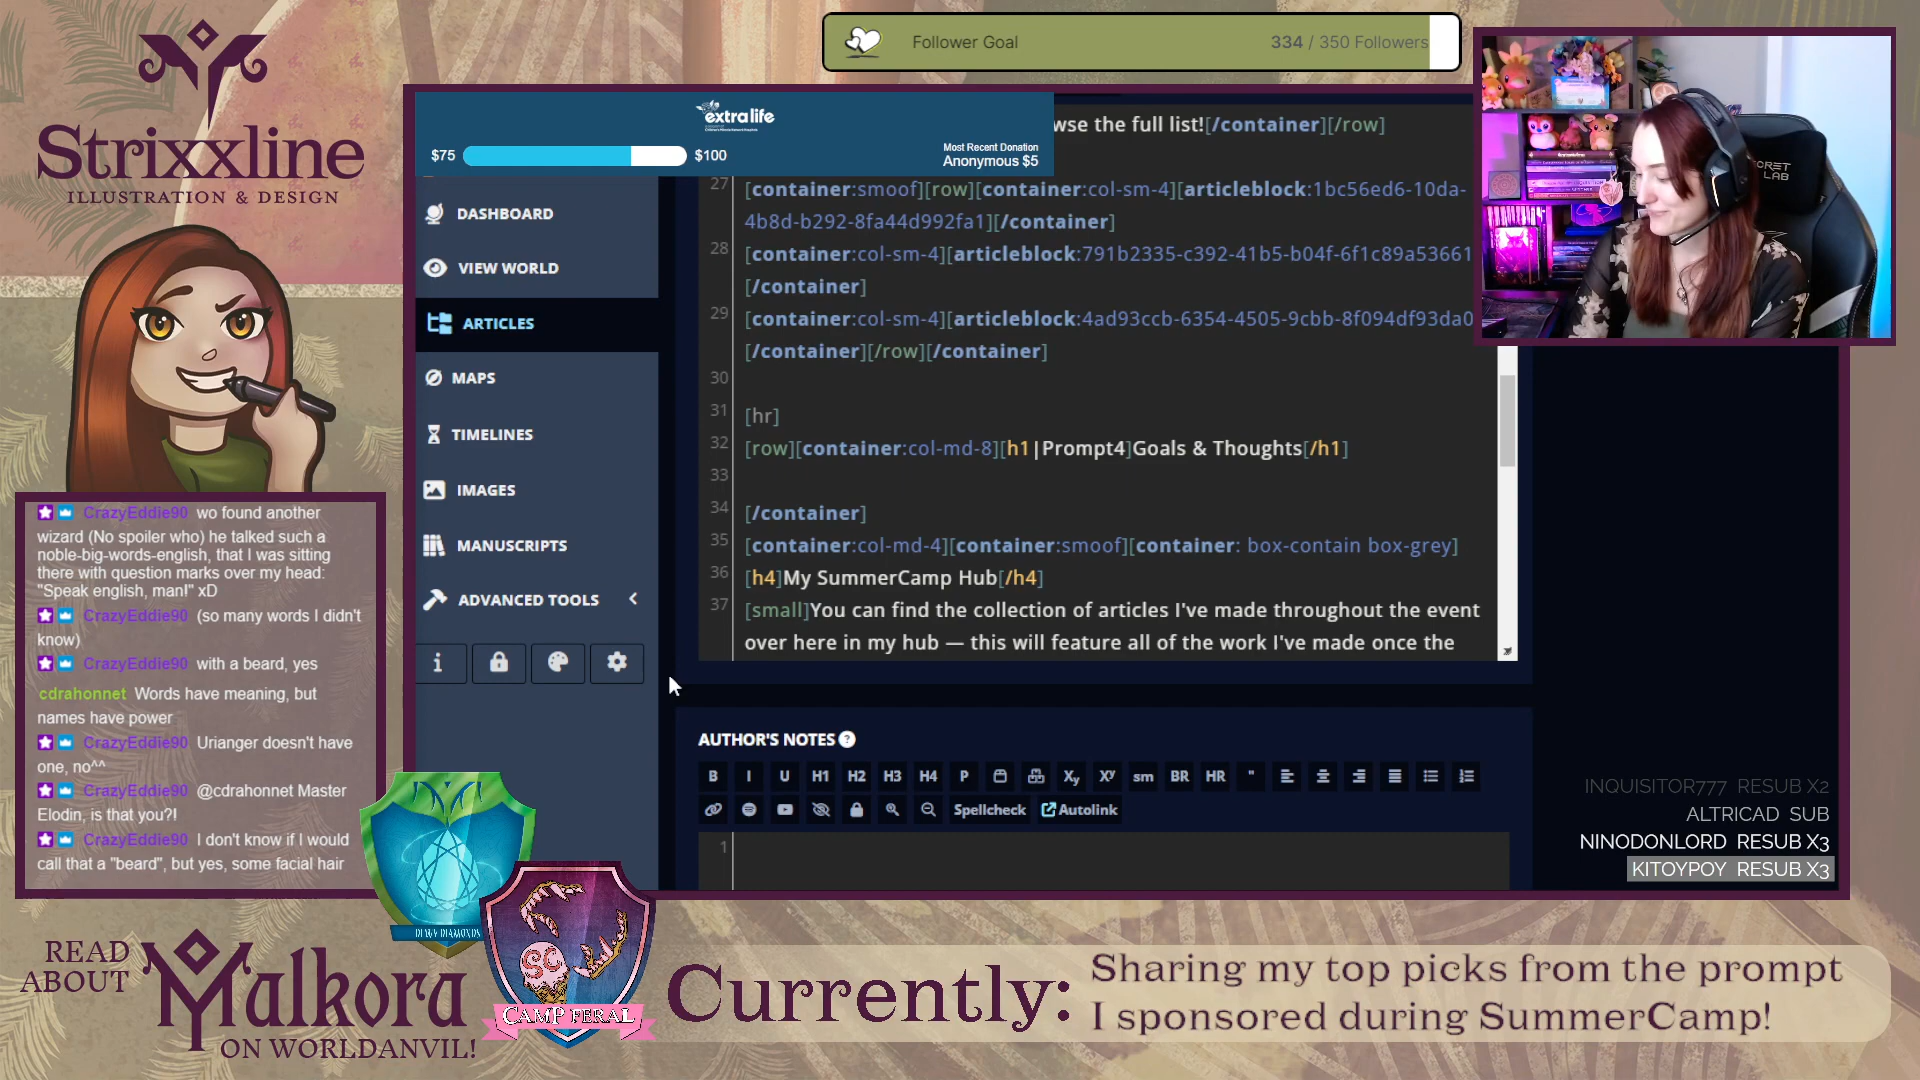 Strixxline
ILLUSTRATION & DESIGN
Follower Goal
334 / 350 Followers
extralife
$75
$100
Most Recent Donation
Anonymous $5
DASHBOARD
VIEW WORLD
ARTICLES
MAPS
TIMELINES
IMAGES
MANUSCRIPTS
ADVANCED TOOLS
wse the full list![/container][/row]
27 [container:smoof][row][container:col-sm-4][articleblock:1bc56ed6-10da-
4b8d-b292-8fa44d992fa1][/container]
28 [container:col-sm-4][articleblock:791b2335-c392-41b5-b04f-6f1c89a53661
[/container]
29 [container:col-sm-4][articleblock:4ad93ccb-6354-4505-9cbb-8f094df93da0
[/container][/row][/container]
30
31 [hr]
32 [row][container:col-md-8][h1|Prompt4]Goals & Thoughts[/h1]
33
34 [/container]
35 [container:col-md-4][container:smoof][container: box-contain box-grey]
36 [h4]My SummerCamp Hub[/h4]
37 [small]You can find the collection of articles I've made throughout the event
over here in my hub — this will feature all of the work I've made once the
AUTHOR'S NOTES ?
B I U H1 H2 H3 H4 P Xy Xy sm BR HR "
Spellcheck Autolink
1
CrazyEddie90 wo found another
wizard (No spoiler who) he talked such a
noble-big-words-english, that I was sitting
there with question marks over my head:
"Speak english, man!" xD
CrazyEddie90 (so many words I didn't
know)
CrazyEddie90 with a beard, yes
cdrahonnet Words have meaning, but
names have power
CrazyEddie90 Urianger doesn't have
one, no^^
CrazyEddie90 @cdrahonnet Master
Elodin, is that you?!
CrazyEddie90 I don't know if I would
call that a "beard", but yes, some facial hair
INQUISITOR777 RESUB X2
ALTRICAD SUB
NINODONLORD RESUB X3
KITOYPOY RESUB X3
SC
CAMP FERAL
READ
ABOUT
Malkora
ON WORLDANVIL!
Currently:
Sharing my top picks from the prompt
I sponsored during SummerCamp!